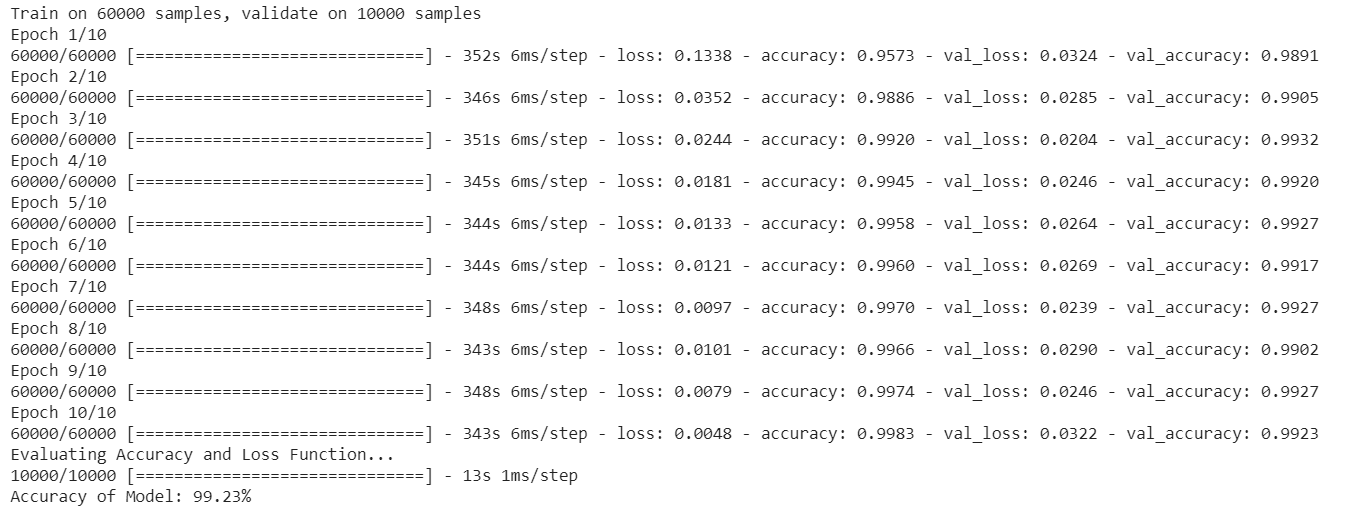 Train on 60000 samples, validate on 10000 samples
Epoch 1/10
60000/60000 [==============================] - 352s 6ms/step - loss: 0.1338 - accuracy: 0.9573 - val_loss: 0.0324 - val_accuracy: 0.9891
Epoch 2/10
60000/60000 [==============================] - 346s 6ms/step - loss: 0.0352 - accuracy: 0.9886 - val_loss: 0.0285 - val_accuracy: 0.9905
Epoch 3/10
60000/60000 [==============================] - 351s 6ms/step - loss: 0.0244 - accuracy: 0.9920 - val_loss: 0.0204 - val_accuracy: 0.9932
Epoch 4/10
60000/60000 [==============================] - 345s 6ms/step - loss: 0.0181 - accuracy: 0.9945 - val_loss: 0.0246 - val_accuracy: 0.9920
Epoch 5/10
60000/60000 [==============================] - 344s 6ms/step - loss: 0.0133 - accuracy: 0.9958 - val_loss: 0.0264 - val_accuracy: 0.9927
Epoch 6/10
60000/60000 [==============================] - 344s 6ms/step - loss: 0.0121 - accuracy: 0.9960 - val_loss: 0.0269 - val_accuracy: 0.9917
Epoch 7/10
60000/60000 [==============================] - 348s 6ms/step - loss: 0.0097 - accuracy: 0.9970 - val_loss: 0.0239 - val_accuracy: 0.9927
Epoch 8/10
60000/60000 [==============================] - 343s 6ms/step - loss: 0.0101 - accuracy: 0.9966 - val_loss: 0.0290 - val_accuracy: 0.9902
Epoch 9/10
60000/60000 [==============================] - 348s 6ms/step - loss: 0.0079 - accuracy: 0.9974 - val_loss: 0.0246 - val_accuracy: 0.9927
Epoch 10/10
60000/60000 [==============================] - 343s 6ms/step - loss: 0.0048 - accuracy: 0.9983 - val_loss: 0.0322 - val_accuracy: 0.9923
Evaluating Accuracy and Loss Function...
10000/10000 [==============================] - 13s 1ms/step
Accuracy of Model: 99.23%